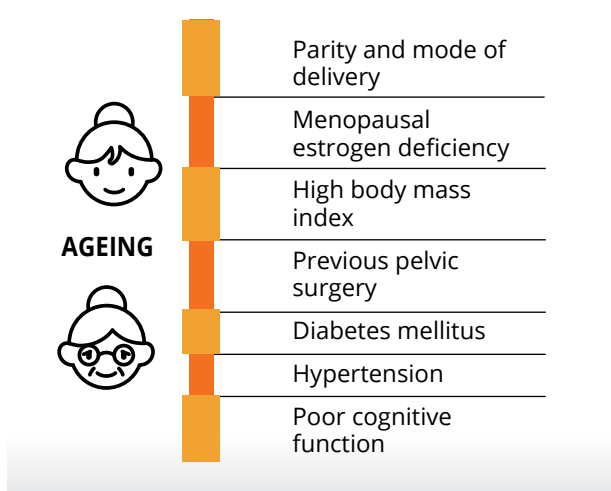 Parity and mode of
delivery
Menopausal
estrogen deficiency
High body mass
index
AGEING
Previous pelvic
surgery
Diabetes mellitus
Hypertension
Poor cognitive
function